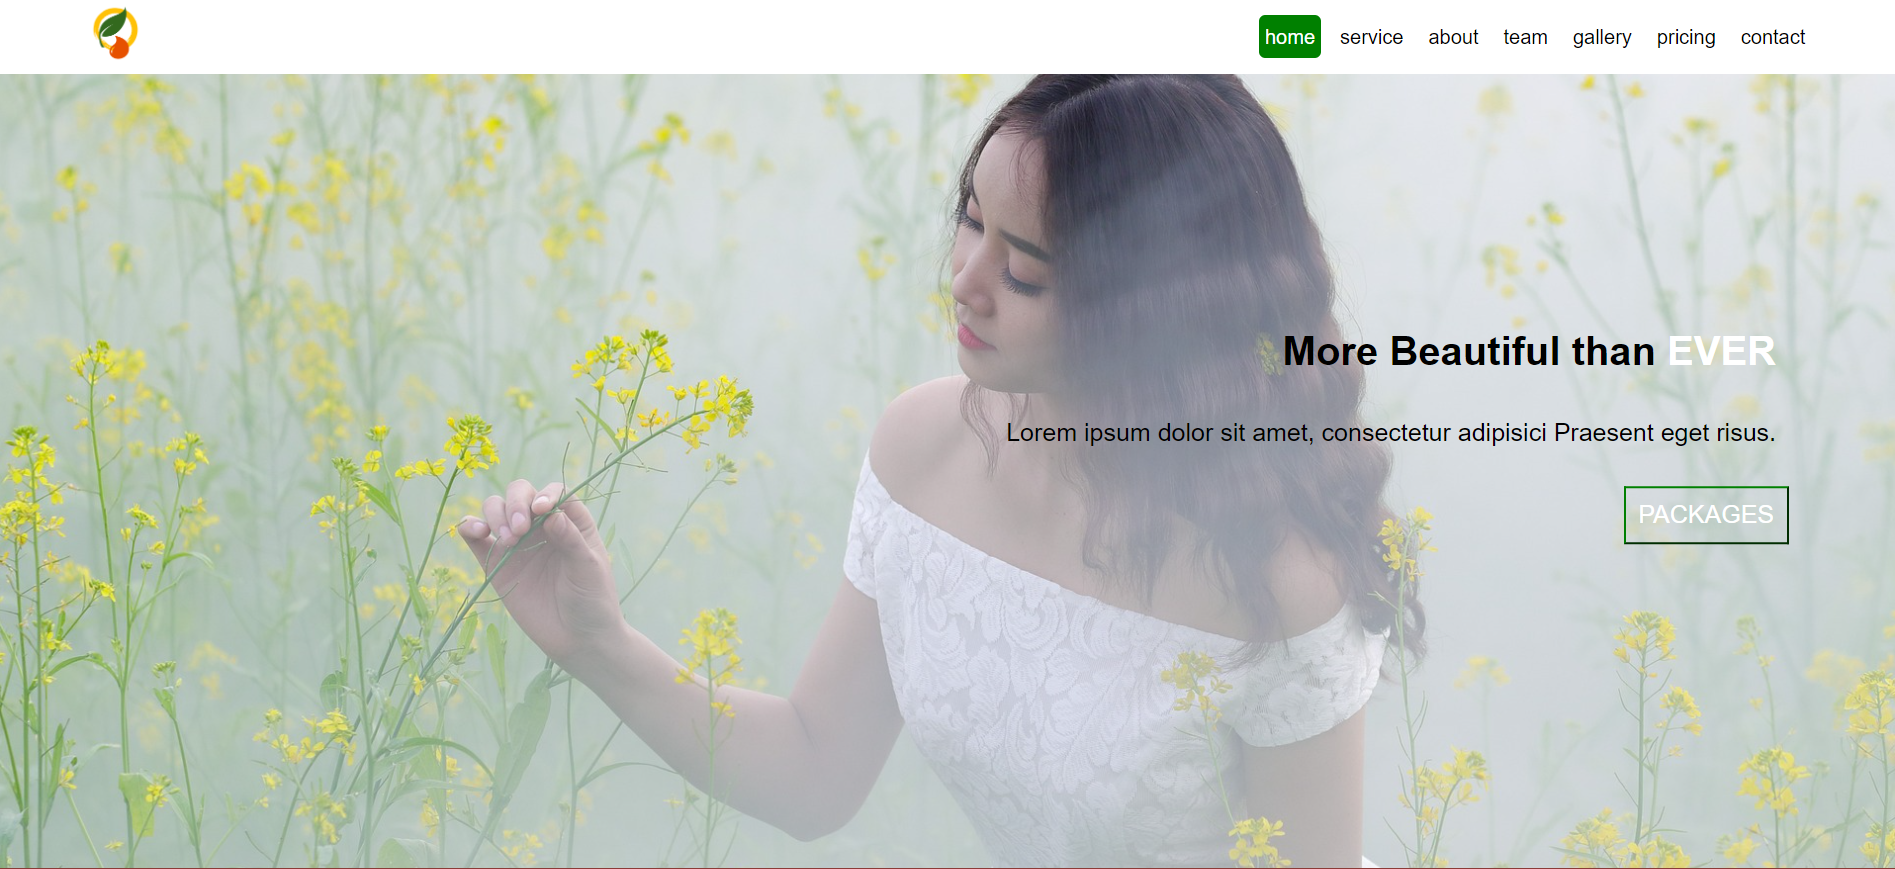 home service about team gallery pricing contact
More Beautiful than EVER
Lorem ipsum dolor sit amet, consectetur adipisici Praesent eget risus.
PACKAGES